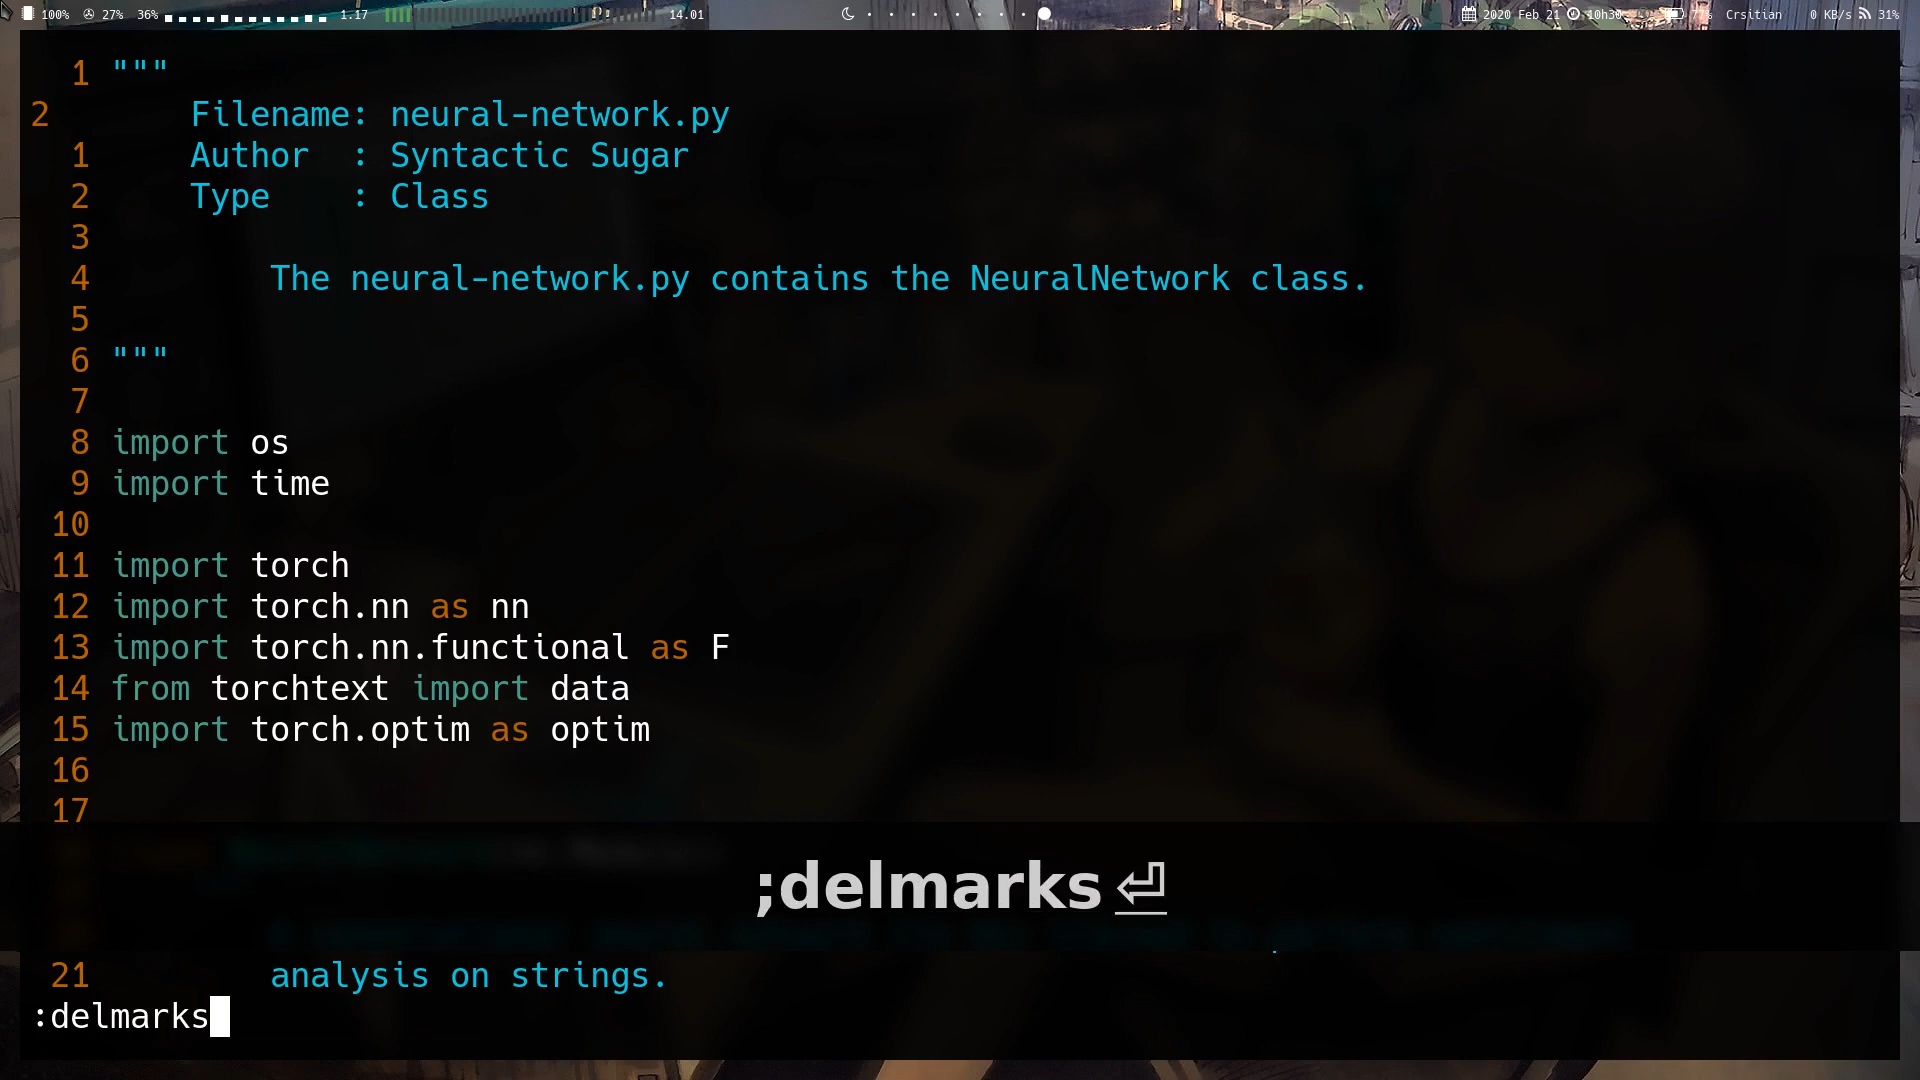 100% 27% 36% 1.17 14.01 2020 Feb 21 10h30 77% Crsitian 0 KB/s 31%
1 """
2 Filename: neural-network.py
1 Author : Syntactic Sugar
2 Type : Class
3
4 The neural-network.py contains the NeuralNetwork class.
5
6 """
7
8 import os
9 import time
10
11 import torch
12 import torch.nn as nn
13 import torch.nn.functional as F
14 from torchtext import data
15 import torch.optim as optim
16
17
;delmarks⏎
21 analysis on strings.
:delmarks